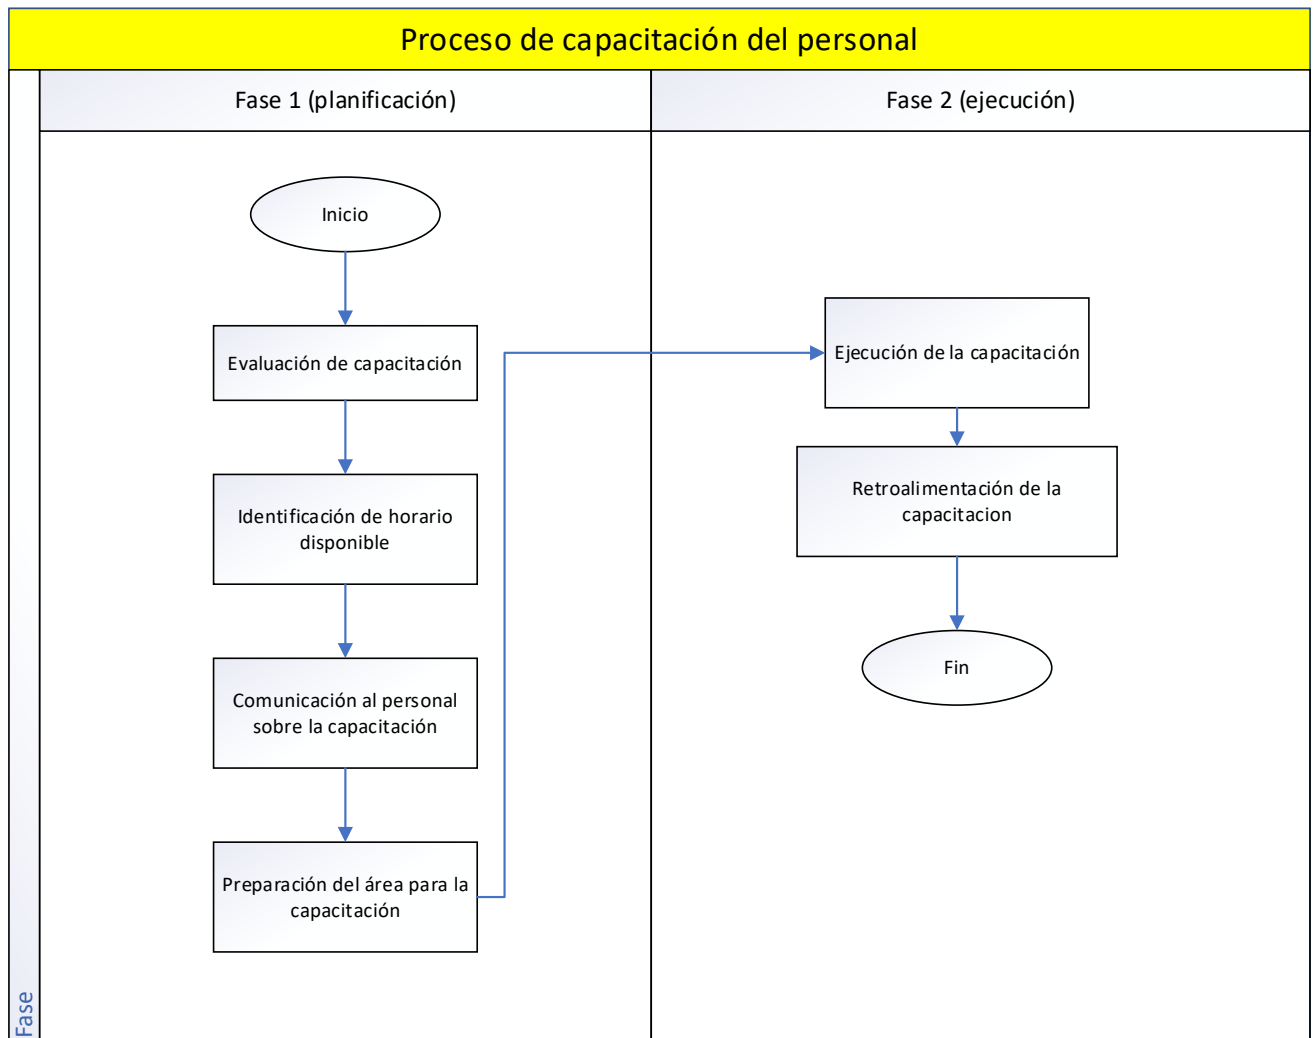 Proceso de capacitación del personal
Fase 1 (planificación)
Fase 2 (ejecución)
Inicio
Evaluación de capacitación
Identificación de horario
disponible
Comunicación al personal
sobre la capacitación
Preparación del área para la
capacitación
Ejecución de la capacitación
Retroalimentación de la
capacitacion
Fin
Fase